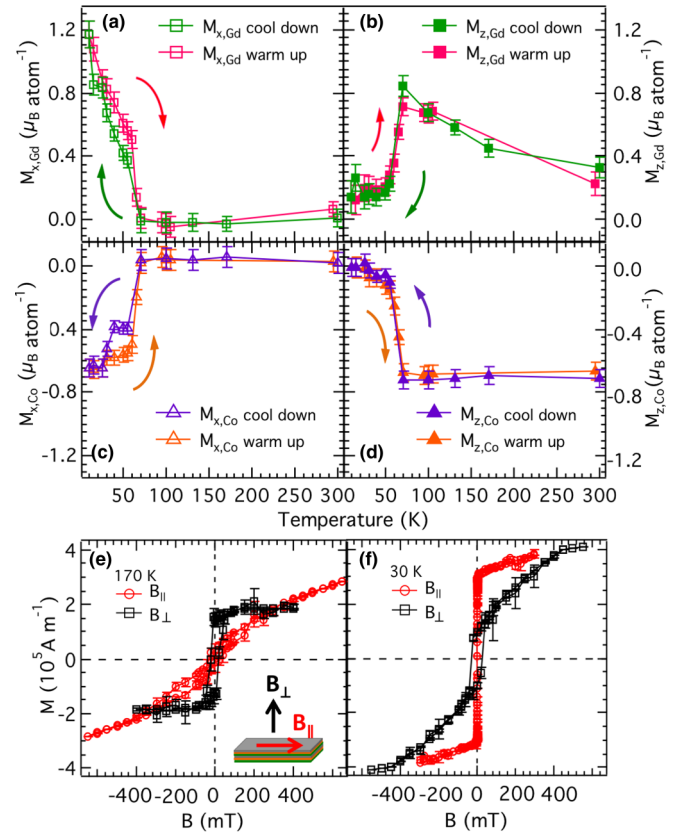 (a)
M_x,Gd cool down
M_x,Gd warm up
(b)
M_z,Gd cool down
M_z,Gd warm up
1.2
0.8
0.4
0.0
M_x,Gd (μ_B atom⁻¹)
1.2
0.8
0.4
0.0
M_z,Gd (μ_B atom⁻¹)
0.0
0.4
-0.8
-1.2
M_x,Co (μ_B atom⁻¹)
M_x,Co cool down
M_x,Co warm up
(c)
M_z,Co cool down
M_z,Co warm up
(d)
0.0
-0.4
-0.8
-1.2
M_z,Co (μ_B atom⁻¹)
50 100 150 200 250 300
50 100 150 200 250 300
Temperature (K)
(e)
170 K
B_∥
B_⊥
(f)
30 K
B_∥
B_⊥
4
2
0
-2
-4
M (10⁵ A m⁻¹)
B_⊥
B_∥
-400 -200 0 200 400
-400 -200 0 200 400
B (mT)
B (mT)